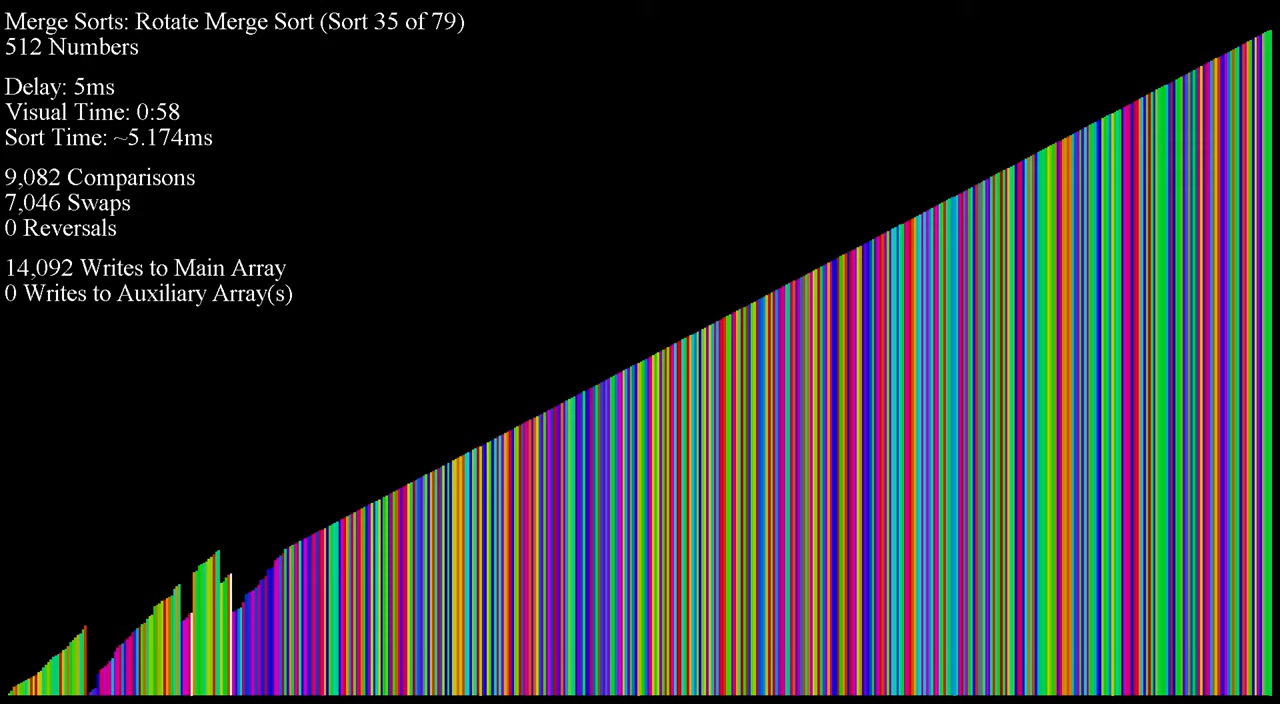 Merge Sorts: Rotate Merge Sort (Sort 35 of 79)
512 Numbers
Delay: 5ms
Visual Time: 0:58
Sort Time: ~5.174ms
9,082 Comparisons
7,046 Swaps
0 Reversals
14,092 Writes to Main Array
0 Writes to Auxiliary Array(s)